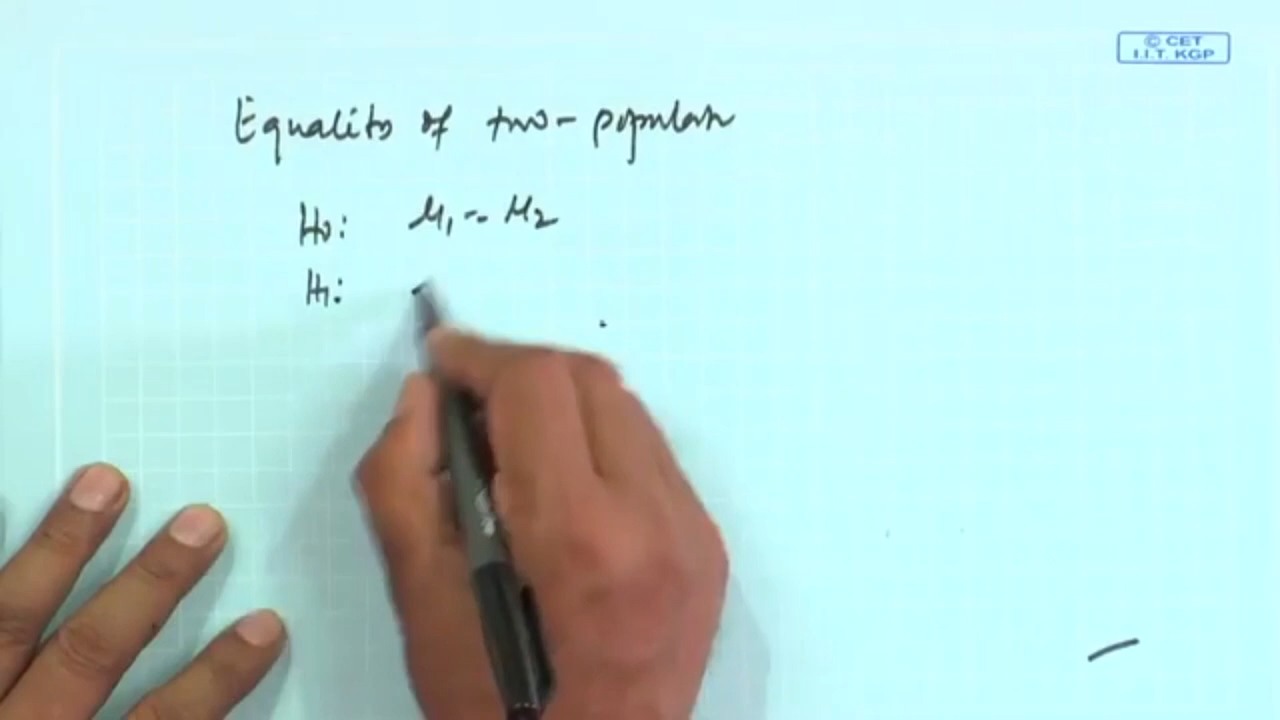 © CET
I.I.T. KGP
Equality of two-populatn
H0: μ1 = μ2
H1: